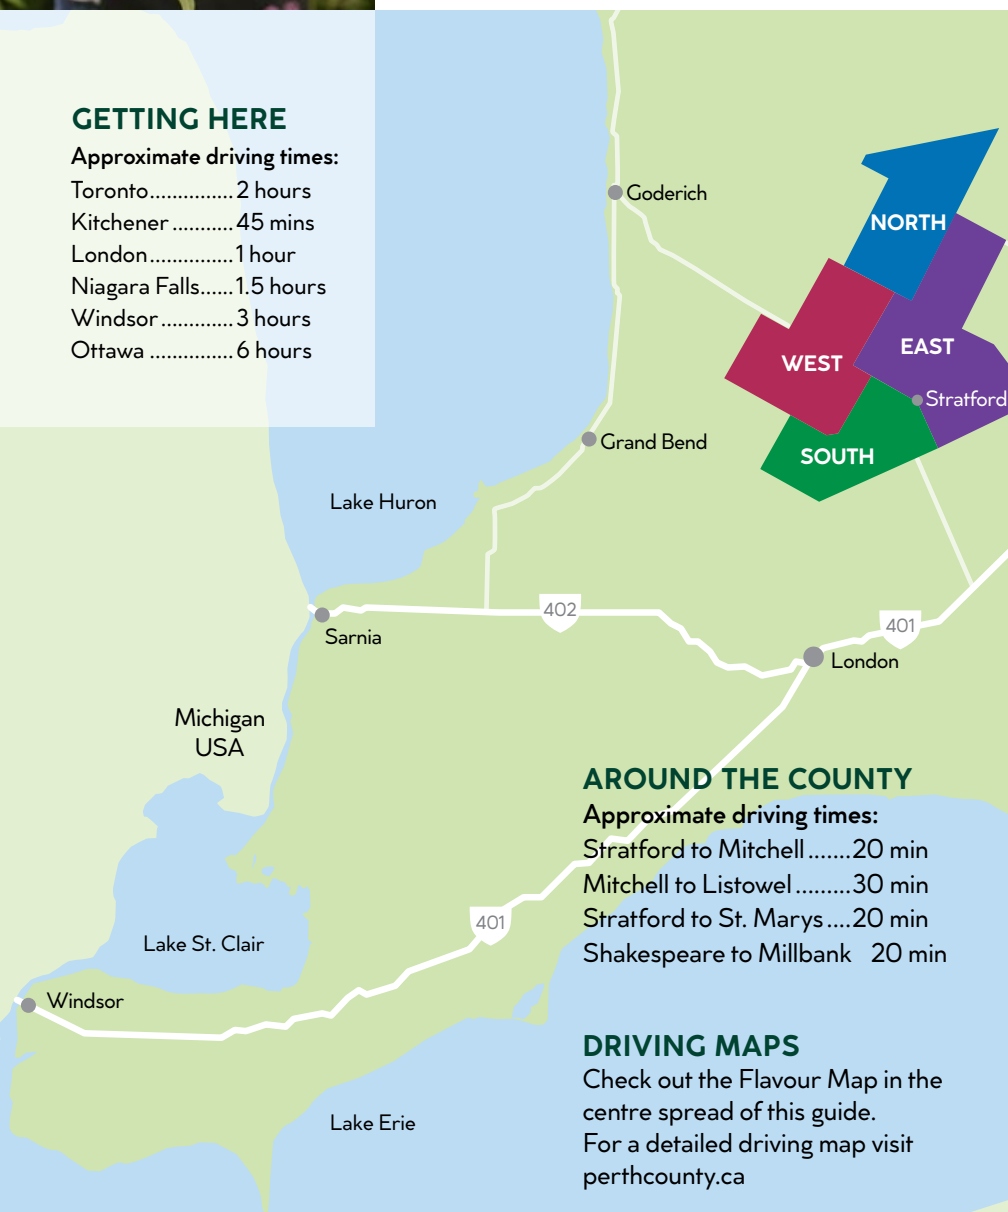 GETTING HERE
Approximate driving times:
Toronto...............2 hours
Kitchener...........45 mins
London...............1 hour
Niagara Falls......1.5 hours
Windsor.............3 hours
Ottawa ...............6 hours
Goderich
NORTH
EAST
WEST
Stratford
SOUTH
Grand Bend
Lake Huron
402
401
Sarnia
London
Michigan
USA
AROUND THE COUNTY
Approximate driving times:
Stratford to Mitchell.......20 min
Mitchell to Listowel.........30 min
Stratford to St. Marys....20 min
Shakespeare to Millbank 20 min
401
Lake St. Clair
Windsor
DRIVING MAPS
Check out the Flavour Map in the
centre spread of this guide.
For a detailed driving map visit
perthcounty.ca
Lake Erie